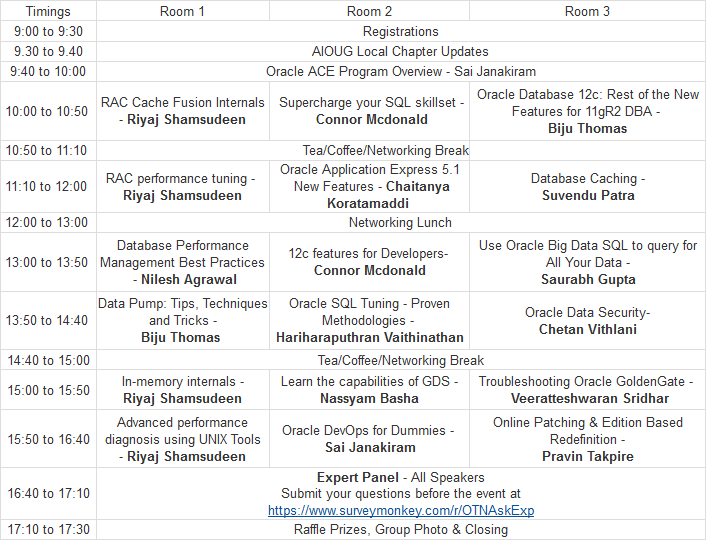 Timings Room 1 Room 2 Room 3
9:00 to 9:30 Registrations
9.30 to 9.40 AIOUG Local Chapter Updates
9:40 to 10:00 Oracle ACE Program Overview - Sai Janakiram
10:00 to 10:50
RAC Cache Fusion Internals
- Riyaj Shamsudeen
Supercharge your SQL skillset -
Connor Mcdonald
Oracle Database 12c: Rest of the New
Features for 11gR2 DBA -
Biju Thomas
10:50 to 11:10 Tea/Coffee/Networking Break
11:10 to 12:00
RAC performance tuning -
Riyaj Shamsudeen
Oracle Application Express 5.1
New Features - Chaitanya
Koratamaddi
Database Caching -
Suvendu Patra
12:00 to 13:00 Networking Lunch
13:00 to 13:50
Database Performance
Management Best Practices
- Nilesh Agrawal
12c features for Developers-
Connor Mcdonald
Use Oracle Big Data SQL to query for
All Your Data -
Saurabh Gupta
13:50 to 14:40
Data Pump: Tips, Techniques
and Tricks -
Biju Thomas
Oracle SQL Tuning - Proven
Methodologies -
Hariharaputhran Vaithinathan
Oracle Data Security-
Chetan Vithlani
14:40 to 15:00 Tea/Coffee/Networking Break
15:00 to 15:50
In-memory internals -
Riyaj Shamsudeen
Learn the capabilities of GDS -
Nassyam Basha
Troubleshooting Oracle GoldenGate -
Veeratteshwaran Sridhar
15:50 to 16:40
Advanced performance
diagnosis using UNIX Tools
- Riyaj Shamsudeen
Oracle DevOps for Dummies -
Sai Janakiram
Online Patching & Edition Based
Redefinition -
Pravin Takpire
16:40 to 17:10
Expert Panel - All Speakers
Submit your questions before the event at
https://www.surveymonkey.com/r/OTNAskExp
17:10 to 17:30 Raffle Prizes, Group Photo & Closing